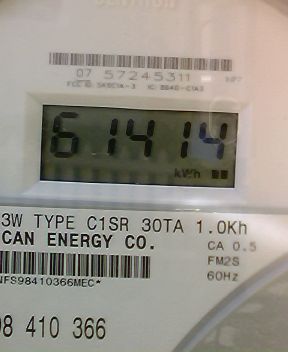 CENTRON
07 57245311
61414
kWh
3W TYPE C1SR 30TA 1.0Kh
CAN ENERGY CO.
CA 0.5
FM2S
60Hz
NFS98410366MEC*
98 410 366